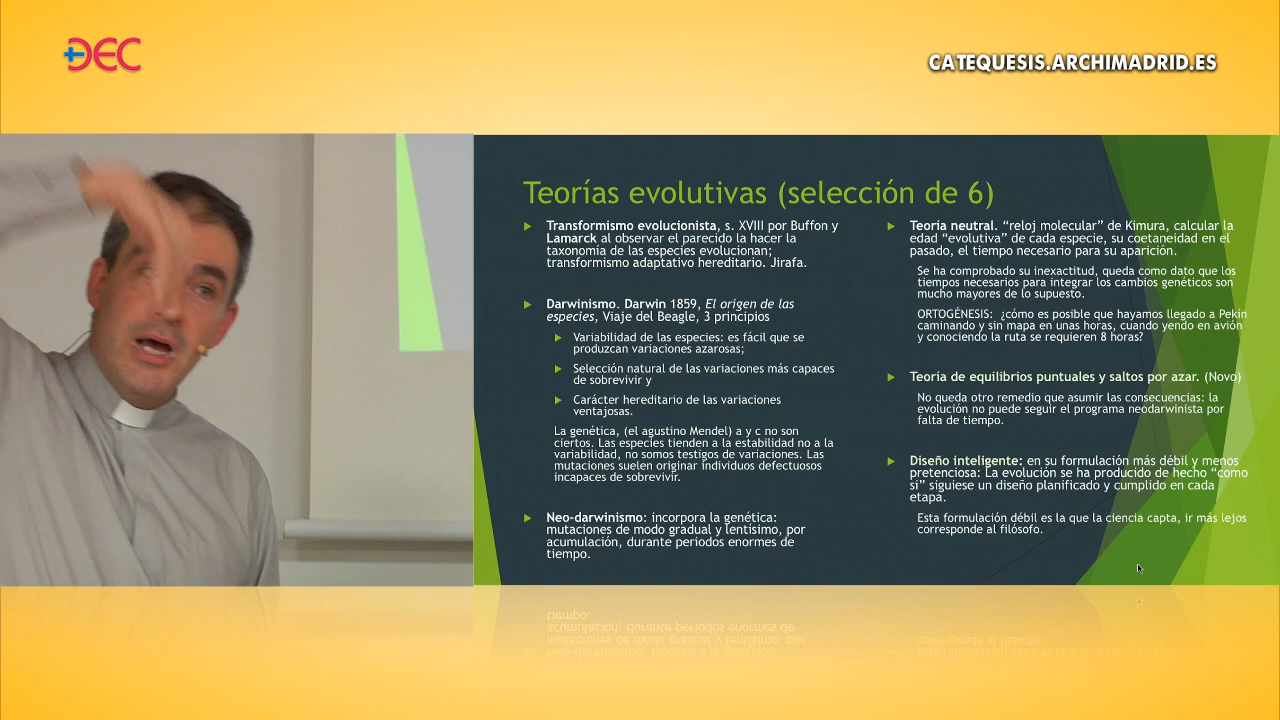 DEC
CATEQUESIS.ARCHIMADRID.ES
Teorías evolutivas (selección de 6)
Transformismo evolucionista, s. XVIII por Buffon y
Lamarck al observar el parecido la hacer la
taxonomía de las especies evolucionan;
transformismo adaptativo hereditario. Jirafa.
Darwinismo. Darwin 1859, El origen de las
especies, Viaje del Beagle, 3 principios
Variabilidad de las especies: es fácil que se
produzcan variaciones azarosas;
Selección natural de las variaciones más capaces
de sobrevivir y
Carácter hereditario de las variaciones
ventajosas.
La genética, (el agustino Mendel) a y c no son
ciertos. Las especies tienden a la estabilidad no a la
variabilidad, no somos testigos de variaciones. Las
mutaciones suelen originar individuos defectuosos
incapaces de sobrevivir.
Neo-darwinismo: incorpora la genética:
mutaciones de modo gradual y lentísimo, por
acumulación, durante periodos enormes de
tiempo.
Teoría neutral. “reloj molecular” de Kimura, calcular la
edad “evolutiva” de cada especie, su coetaneidad en el
pasado, el tiempo necesario para su aparición.
Se ha comprobado su inexactitud, queda como dato que los
tiempos necesarios para integrar los cambios genéticos son
mucho mayores de lo supuesto.
ORTOGÉNESIS: ¿cómo es posible que hayamos llegado a Pekín
caminando y sin mapa en unas horas, cuando yendo en avión
y conociendo la ruta se requieren 8 horas?
Teoría de equilibrios puntuales y saltos por azar. (Novo)
No queda otro remedio que asumir las consecuencias: la
evolución no puede seguir el programa neodarwinista por
falta de tiempo.
Diseño inteligente: en su formulación más débil y menos
pretenciosa: La evolución se ha producido de hecho “como
si” siguiese un diseño planificado y cumplido en cada
etapa.
Esta formulación débil es la que la ciencia capta, ir más lejos
corresponde al filósofo.